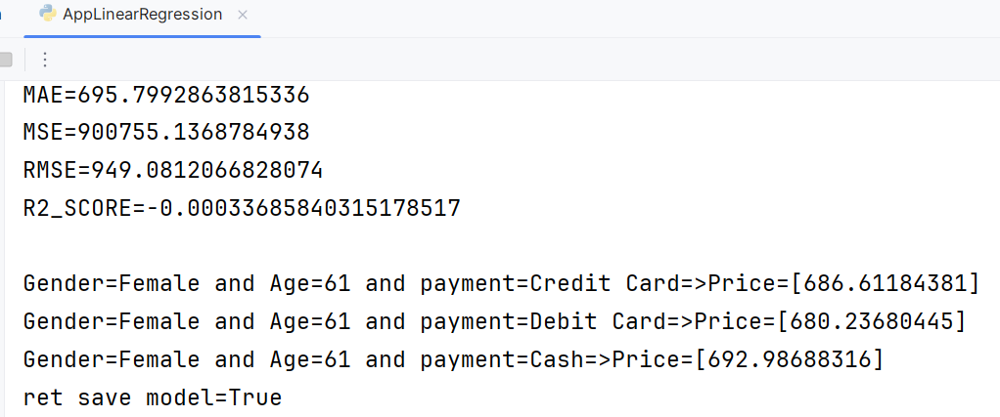 AppLinearRegression
MAE=695.7992863815336
MSE=900755.1368784938
RMSE=949.0812066828074
R2_SCORE=-0.00033685840315178517
Gender=Female and Age=61 and payment=Credit Card=>Price=[686.61184381]
Gender=Female and Age=61 and payment=Debit Card=>Price=[680.23680445]
Gender=Female and Age=61 and payment=Cash=>Price=[692.98688316]
ret save model=True